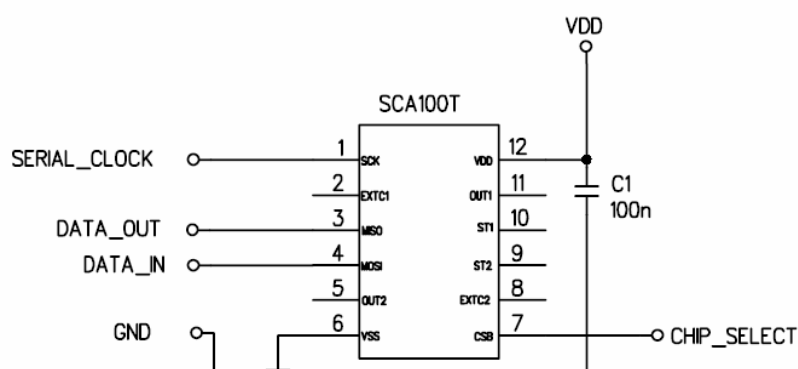 VDD
SCA100T
SERIAL_CLOCK 1 SCK VDD 12
2 EXTC1 OUT1 11 C1
100n
DATA_OUT 3 MISO ST1 10
DATA_IN 4 MOSI ST2 9
5 OUT2 EXTC2 8
GND 6 VSS CSB 7 CHIP_SELECT